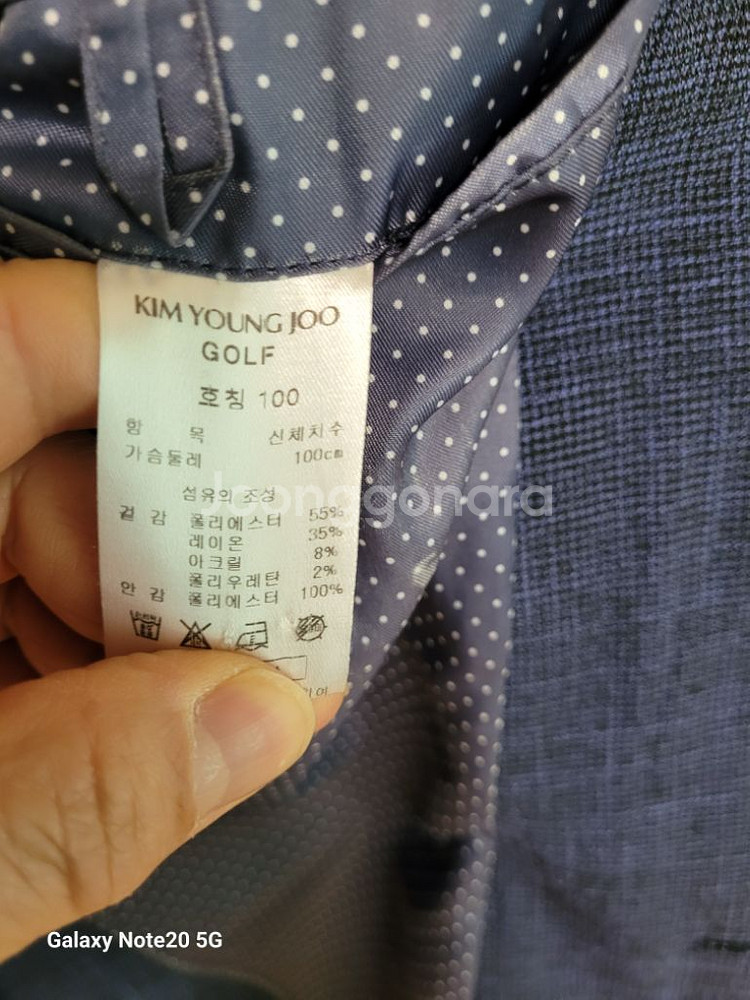 KIM YOUNG JOO
GOLF
호칭 100
항 목 신체치수
가슴둘레 100cm
섬유의 조성
겉 감 폴리에스터 55%
레이온 35%
아크릴 8%
폴리우레탄 2%
안 감 폴리에스터 100%
Joonggonara
Galaxy Note20 5G